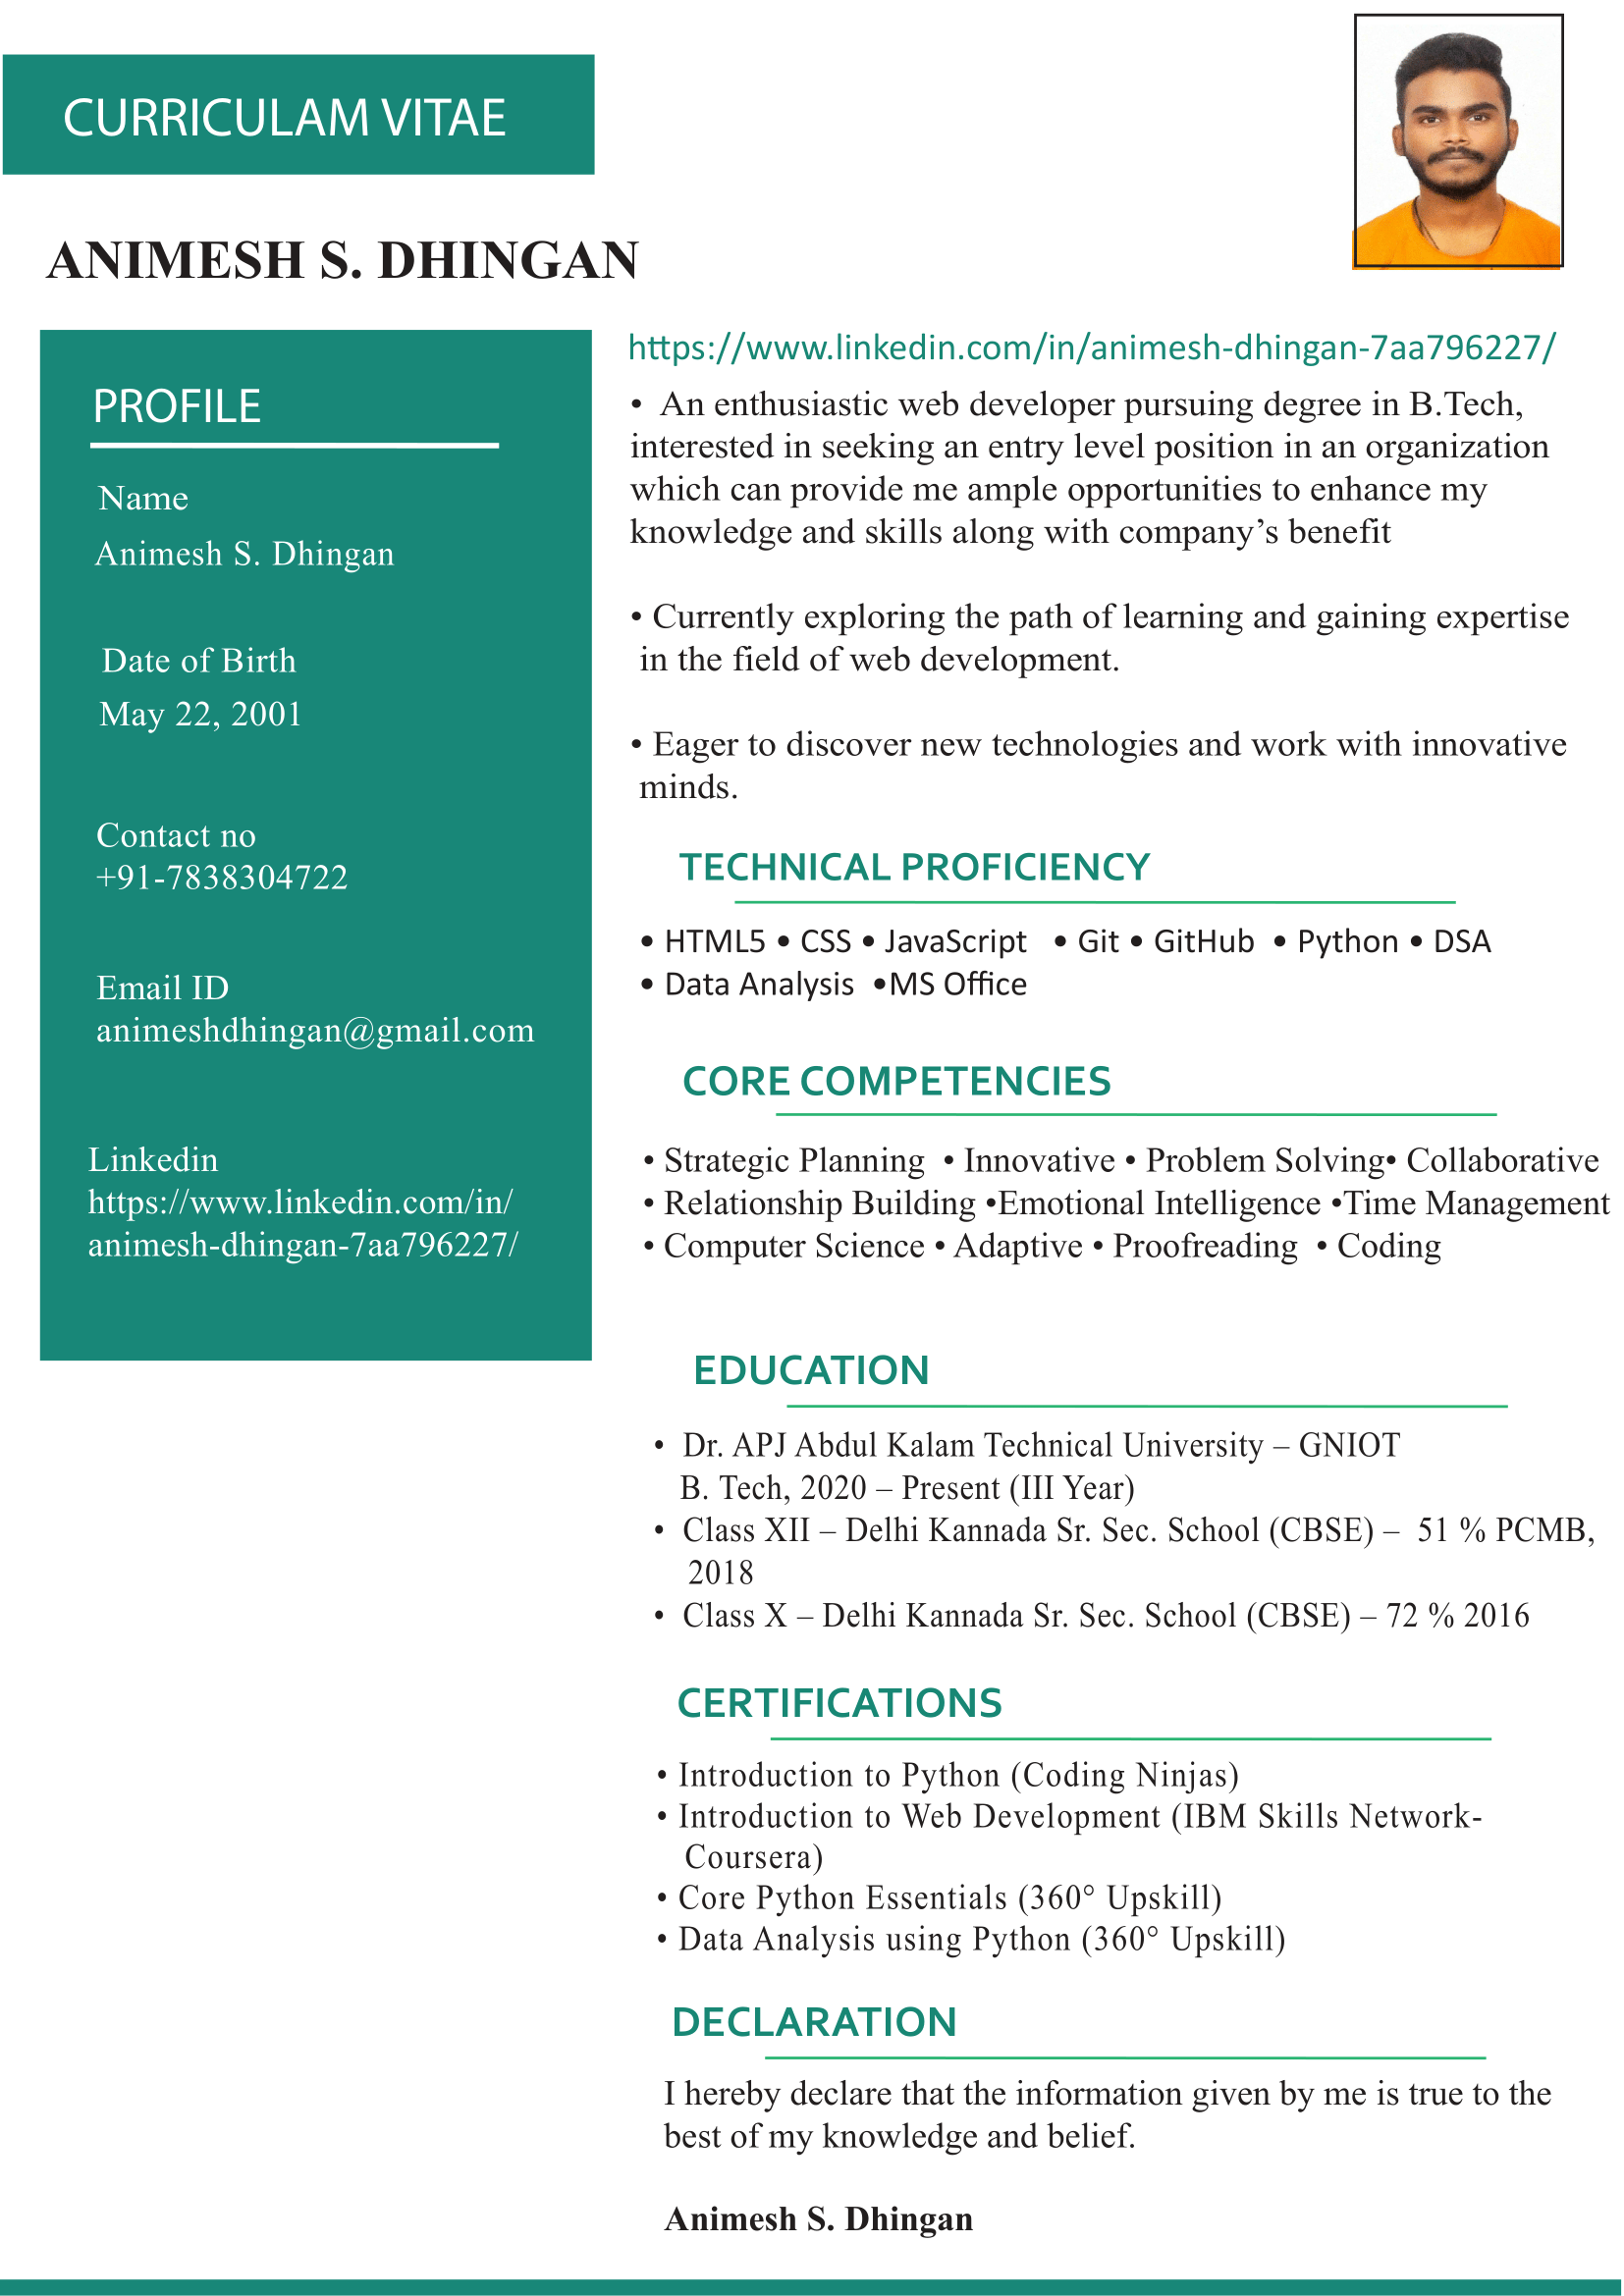 CURRICULAM VITAE
ANIMESH S. DHINGAN
PROFILE
Name
Animesh S. Dhingan
Date of Birth
May 22, 2001
Contact no
+91-7838304722
Email ID
animeshdhingan@gmail.com
Linkedin
https://www.linkedin.com/in/
animesh-dhingan-7aa796227/
https://www.linkedin.com/in/animesh-dhingan-7aa796227/
• An enthusiastic web developer pursuing degree in B.Tech,
interested in seeking an entry level position in an organization
which can provide me ample opportunities to enhance my
knowledge and skills along with company’s benefit
• Currently exploring the path of learning and gaining expertise
in the field of web development.
• Eager to discover new technologies and work with innovative
minds.
TECHNICAL PROFICIENCY
• HTML5 • CSS • JavaScript • Git • GitHub • Python • DSA
• Data Analysis •MS Office
CORE COMPETENCIES
• Strategic Planning • Innovative • Problem Solving• Collaborative
• Relationship Building •Emotional Intelligence •Time Management
• Computer Science • Adaptive • Proofreading • Coding
EDUCATION
• Dr. APJ Abdul Kalam Technical University – GNIOT
B. Tech, 2020 – Present (III Year)
• Class XII – Delhi Kannada Sr. Sec. School (CBSE) – 51 % PCMB,
2018
• Class X – Delhi Kannada Sr. Sec. School (CBSE) – 72 % 2016
CERTIFICATIONS
• Introduction to Python (Coding Ninjas)
• Introduction to Web Development (IBM Skills Network-
Coursera)
• Core Python Essentials (360° Upskill)
• Data Analysis using Python (360° Upskill)
DECLARATION
I hereby declare that the information given by me is true to the
best of my knowledge and belief.
Animesh S. Dhingan